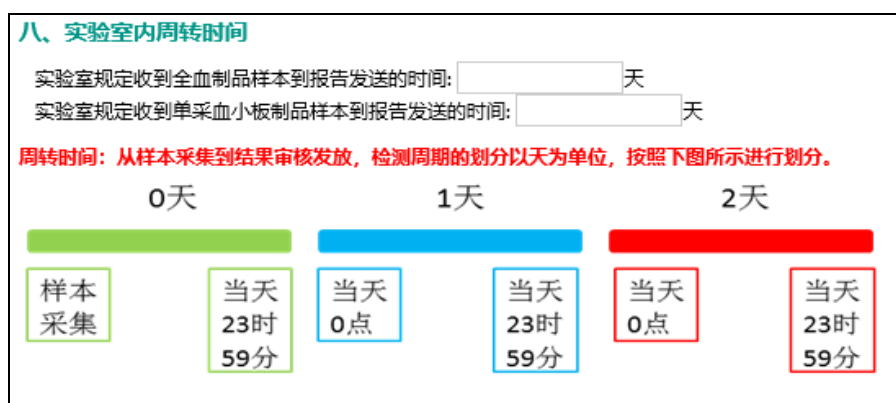 八、实验室内周转时间
实验室规定收到全血制品样本到报告发送的时间: 天
实验室规定收到单采血小板制品样本到报告发送的时间: 天
周转时间：从样本采集到结果审核发放，检测周期的划分以天为单位，按照下图所示进行划分。
0天 1天 2天
样本 当天 当天 当天 当天 当天
采集 23时 0点 23时 0点 23时
59分 59分 59分